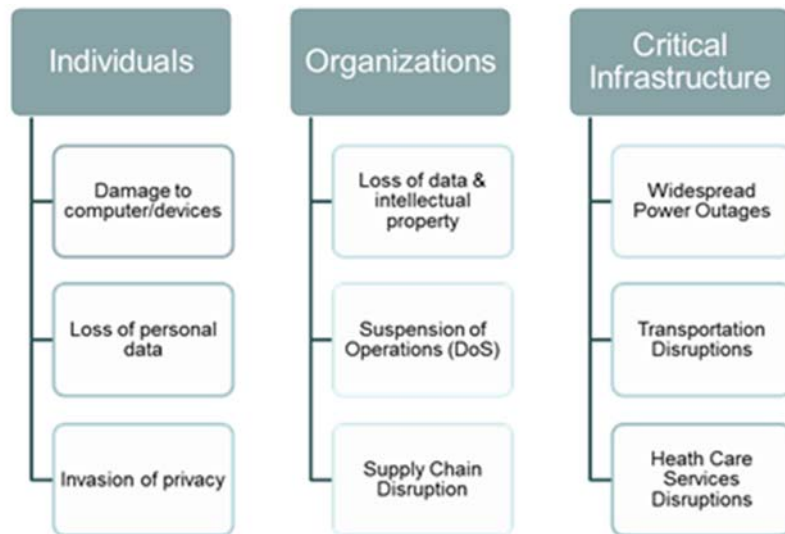 Individuals
Damage to
computer/devices
Loss of personal
data
Invasion of privacy
Organizations
Loss of data &
intellectual
property
Suspension of
Operations (DoS)
Supply Chain
Disruption
Critical
Infrastructure
Widespread
Power Outages
Transportation
Disruptions
Heath Care
Services
Disruptions